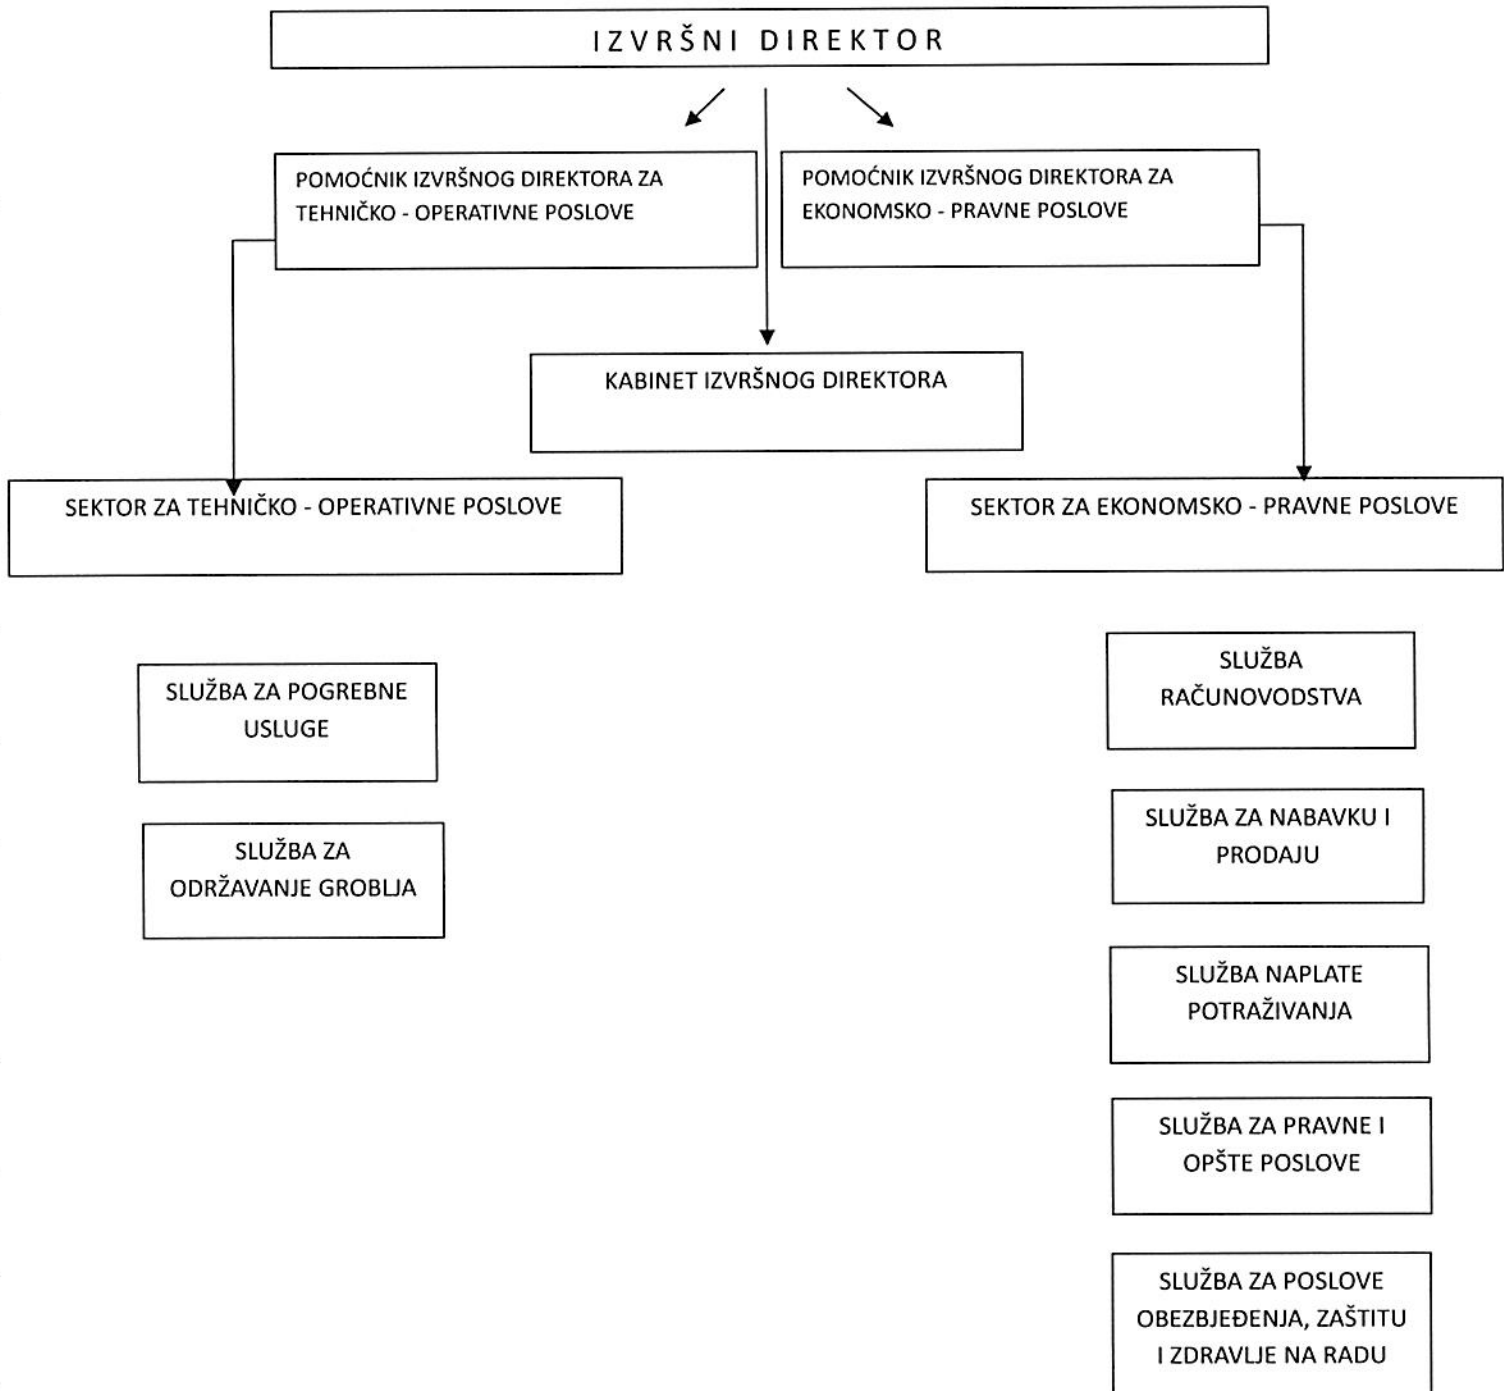 IZVRŠNI DIREKTOR
POMOĆNIK IZVRŠNOG DIREKTORA ZA
TEHNIČKO - OPERATIVNE POSLOVE
POMOĆNIK IZVRŠNOG DIREKTORA ZA
EKONOMSKO - PRAVNE POSLOVE
KABINET IZVRŠNOG DIREKTORA
SEKTOR ZA TEHNIČKO - OPERATIVNE POSLOVE
SEKTOR ZA EKONOMSKO - PRAVNE POSLOVE
SLUŽBA ZA POGREBNE
USLUGE
SLUŽBA ZA
ODRŽAVANJE GROBLJA
SLUŽBA
RAČUNOVODSTVA
SLUŽBA ZA NABAVKU I
PRODAJU
SLUŽBA NAPLATE
POTRAŽIVANJA
SLUŽBA ZA PRAVNE I
OPŠTE POSLOVE
SLUŽBA ZA POSLOVE
OBEZBJEĐENJA, ZAŠTITU
I ZDRAVLJE NA RADU